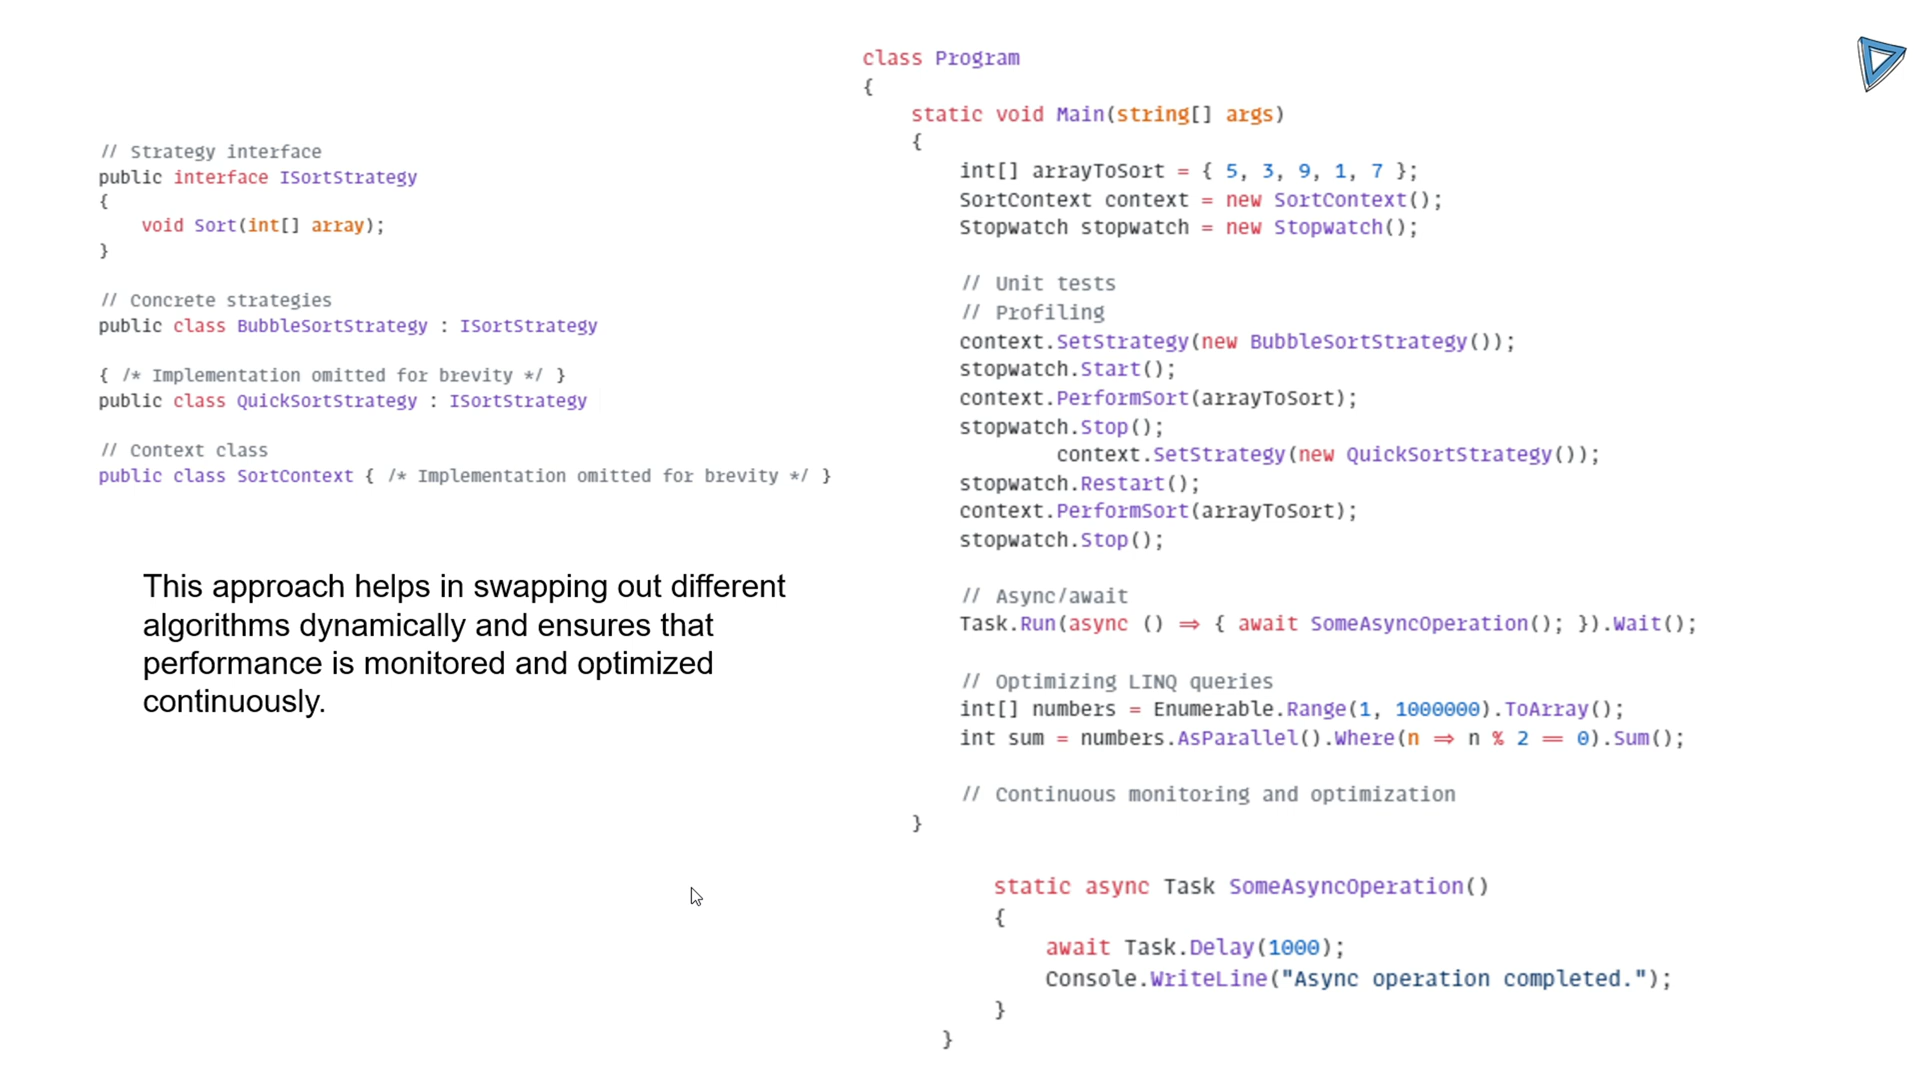 // Strategy interface
public interface ISortStrategy
{
    void Sort(int[] array);
}

// Concrete strategies
public class BubbleSortStrategy : ISortStrategy

{ /* Implementation omitted for brevity */ }
public class QuickSortStrategy : ISortStrategy

// Context class
public class SortContext { /* Implementation omitted for brevity */ }

This approach helps in swapping out different
algorithms dynamically and ensures that
performance is monitored and optimized
continuously.

class Program
{
    static void Main(string[] args)
    {
        int[] arrayToSort = { 5, 3, 9, 1, 7 };
        SortContext context = new SortContext();
        Stopwatch stopwatch = new Stopwatch();

        // Unit tests
        // Profiling
        context.SetStrategy(new BubbleSortStrategy());
        stopwatch.Start();
        context.PerformSort(arrayToSort);
        stopwatch.Stop();
                context.SetStrategy(new QuickSortStrategy());
        stopwatch.Restart();
        context.PerformSort(arrayToSort);
        stopwatch.Stop();

        // Async/await
        Task.Run(async () => { await SomeAsyncOperation(); }).Wait();

        // Optimizing LINQ queries
        int[] numbers = Enumerable.Range(1, 1000000).ToArray();
        int sum = numbers.AsParallel().Where(n => n % 2 == 0).Sum();

        // Continuous monitoring and optimization
    }

    static async Task SomeAsyncOperation()
    {
        await Task.Delay(1000);
        Console.WriteLine("Async operation completed.");
    }
}